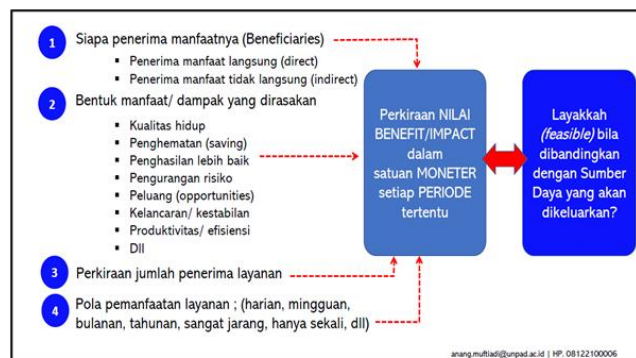 1
Siapa penerima manfaatnya (Beneficiaries)
▪ Penerima manfaat langsung (direct)
▪ Penerima manfaat tidak langsung (indirect)
2
Bentuk manfaat/ dampak yang dirasakan
▪ Kualitas hidup
▪ Penghematan (saving)
▪ Penghasilan lebih baik
▪ Pengurangan risiko
▪ Peluang (opportunities)
▪ Kelancaran/ kestabilan
▪ Produktivitas/ efisiensi
▪ Dll
3
Perkiraan jumlah penerima layanan
4
Pola pemanfaatan layanan ; (harian, mingguan,
bulanan, tahunan, sangat jarang, hanya sekali, dll)
Perkiraan NILAI
BENEFIT/IMPACT
dalam
satuan MONETER
setiap PERIODE
tertentu
Layakkah
(feasible) bila
dibandingkan
dengan Sumber
Daya yang akan
dikeluarkan?
anang.muftiadi@unpad.ac.id | HP. 08122100006